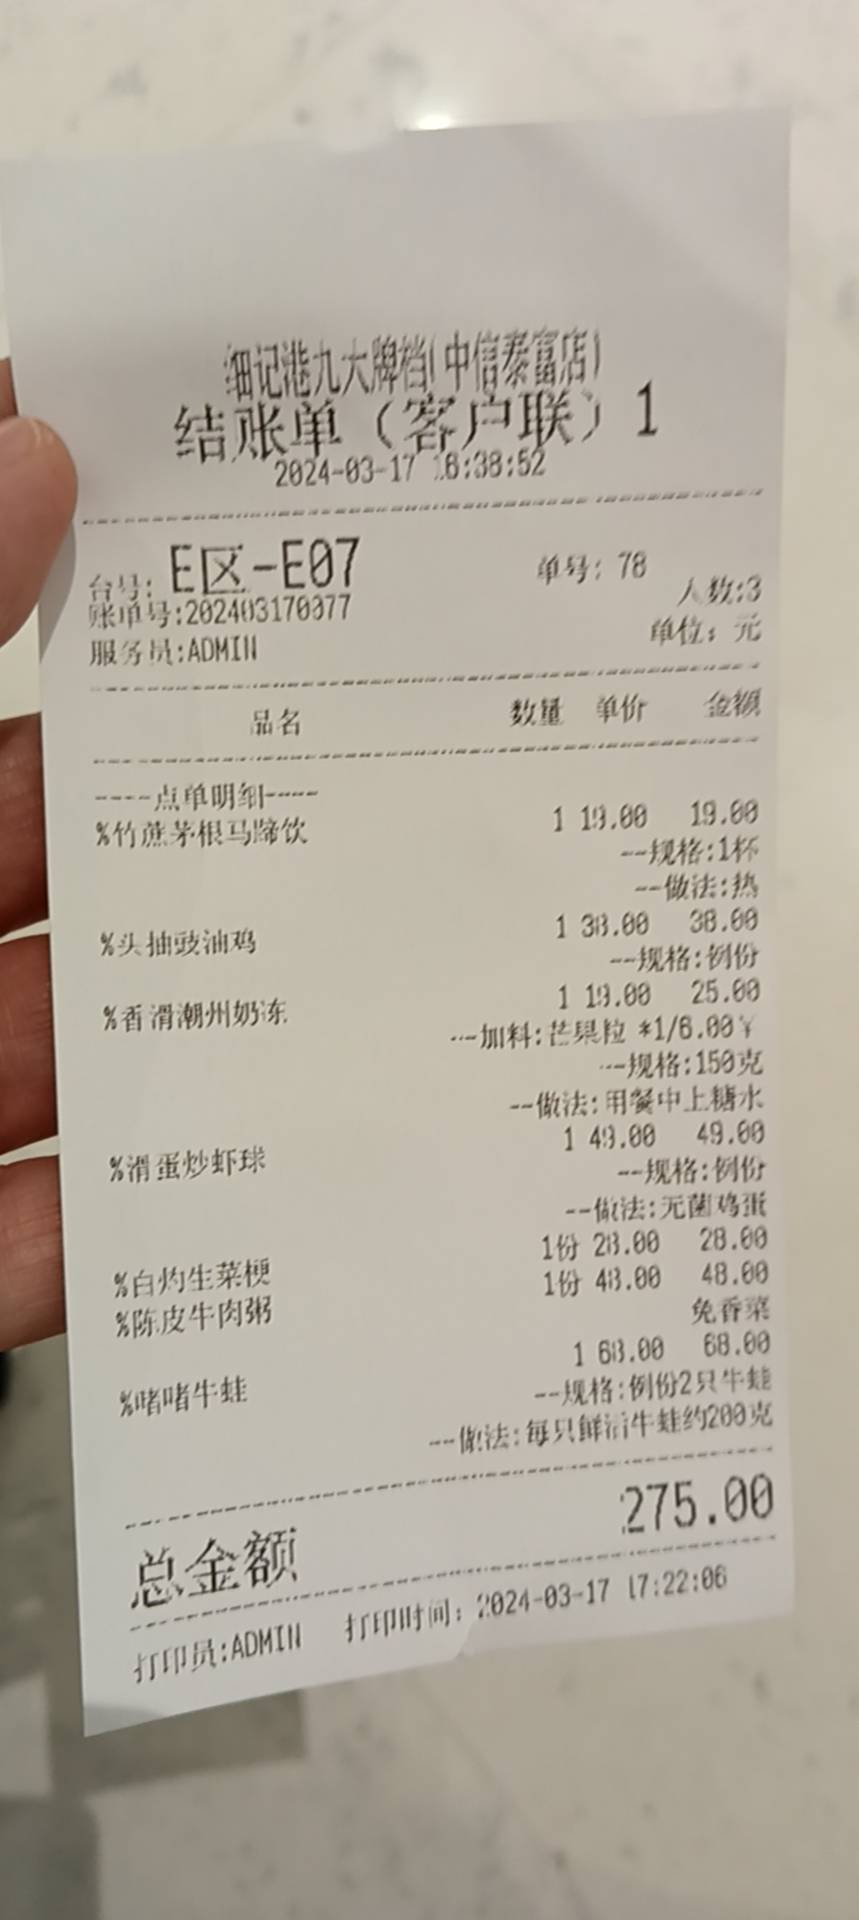 细记港九大牌档(中信泰富店)
结账单（客户联）1
2024-03-17 16:38:52
台号: E区-E07 单号: 78
账单号:202403170077 人数:3
服务员:ADMIN 单位: 元
品名 数量 单价 金额
----点单明细----
%竹蔗茅根马蹄饮 1 19.00 19.00
--规格:1杯
--做法:热
%头抽豉油鸡 1 38.00 38.00
--规格:例份
%香滑潮州奶冻 1 19.00 25.00
--加料:芒果粒 *1/6.00￥
--规格:150克
--做法:用餐中上糖水
%滑蛋炒虾球 1 49.00 49.00
--规格:例份
--做法:无菌鸡蛋
%白灼生菜梗 1份 28.00 28.00
%陈皮牛肉粥 1份 48.00 48.00
免香菜
%啫啫牛蛙 1 68.00 68.00
--规格:例份2只牛蛙
--做法:每只鲜活牛蛙约200克
总金额 275.00
打印员:ADMIN 打印时间: 2024-03-17 17:22:06